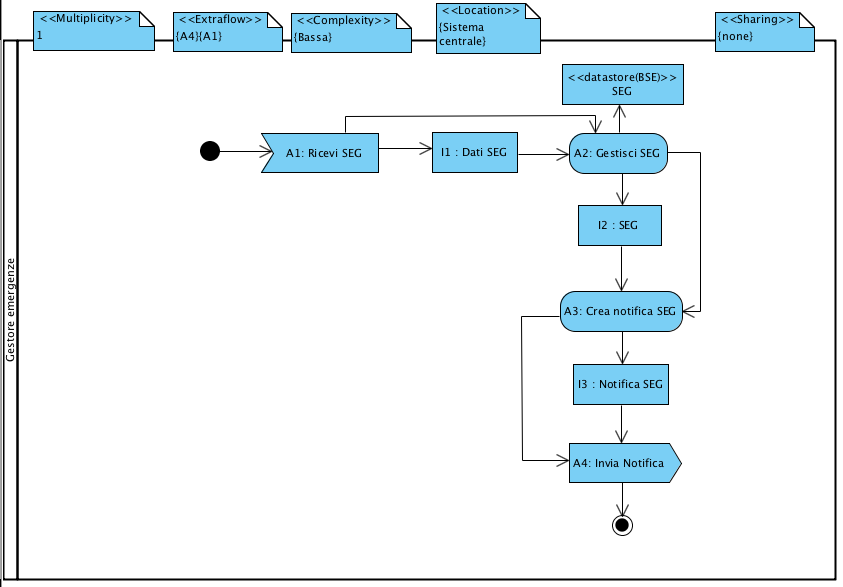 <<Multiplicity>>
1
<<Extraflow>>
{A4}{A1}
<<Complexity>>
{Bassa}
<<Location>>
{Sistema
centrale}
<<Sharing>>
{none}
Gestore emergenze
<<datastore(BSE)>>
SEG
A1: Ricevi SEG
I1 : Dati SEG
A2: Gestisci SEG
I2 : SEG
A3: Crea notifica SEG
I3 : Notifica SEG
A4: Invia Notifica